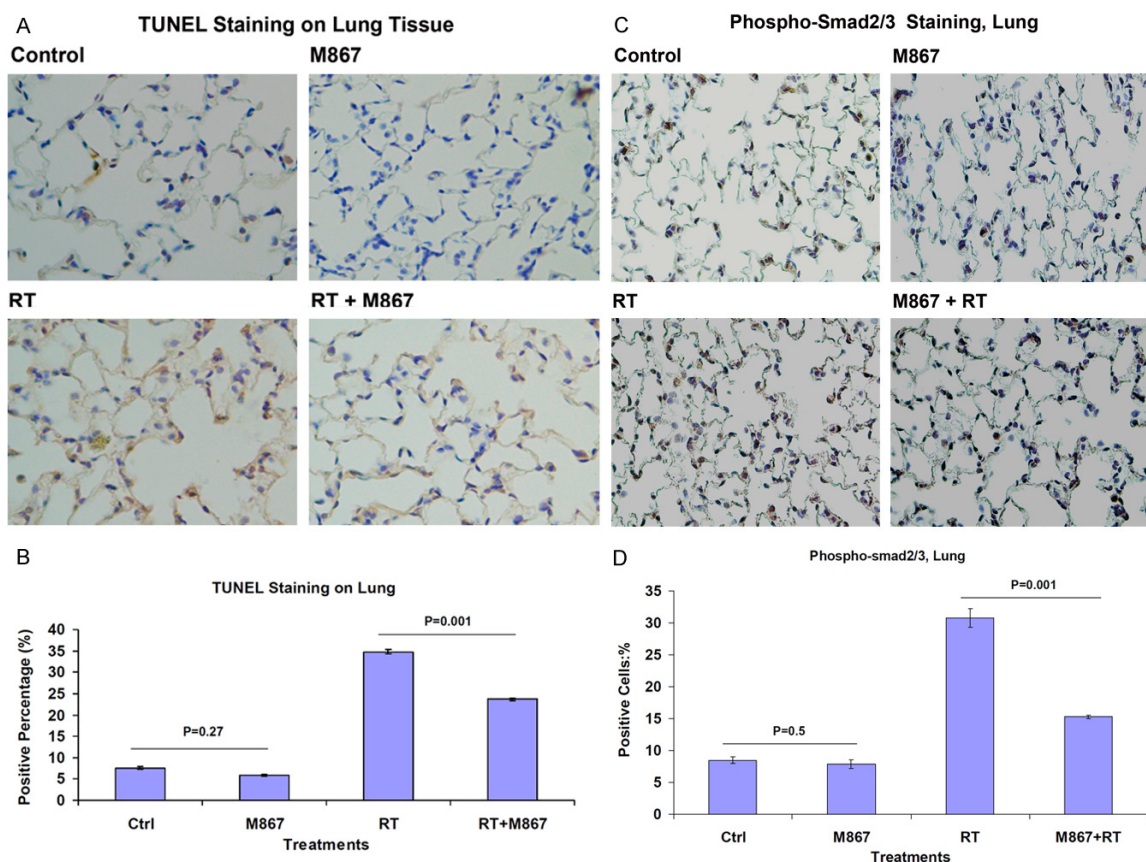 A
TUNEL Staining on Lung Tissue
Control
M867
RT
RT + M867
B
TUNEL Staining on Lung
Positive Percentage (%)
40
35
30
25
20
15
10
5
0
P=0.27
P=0.001
Ctrl
M867
RT
RT+M867
Treatments
C
Phospho-Smad2/3 Staining, Lung
Control
M867
RT
M867 + RT
D
Phospho-smad2/3, Lung
Positive Cells:%
35
30
25
20
15
10
5
0
P=0.5
P=0.001
Ctrl
M867
RT
M867+RT
Treatments